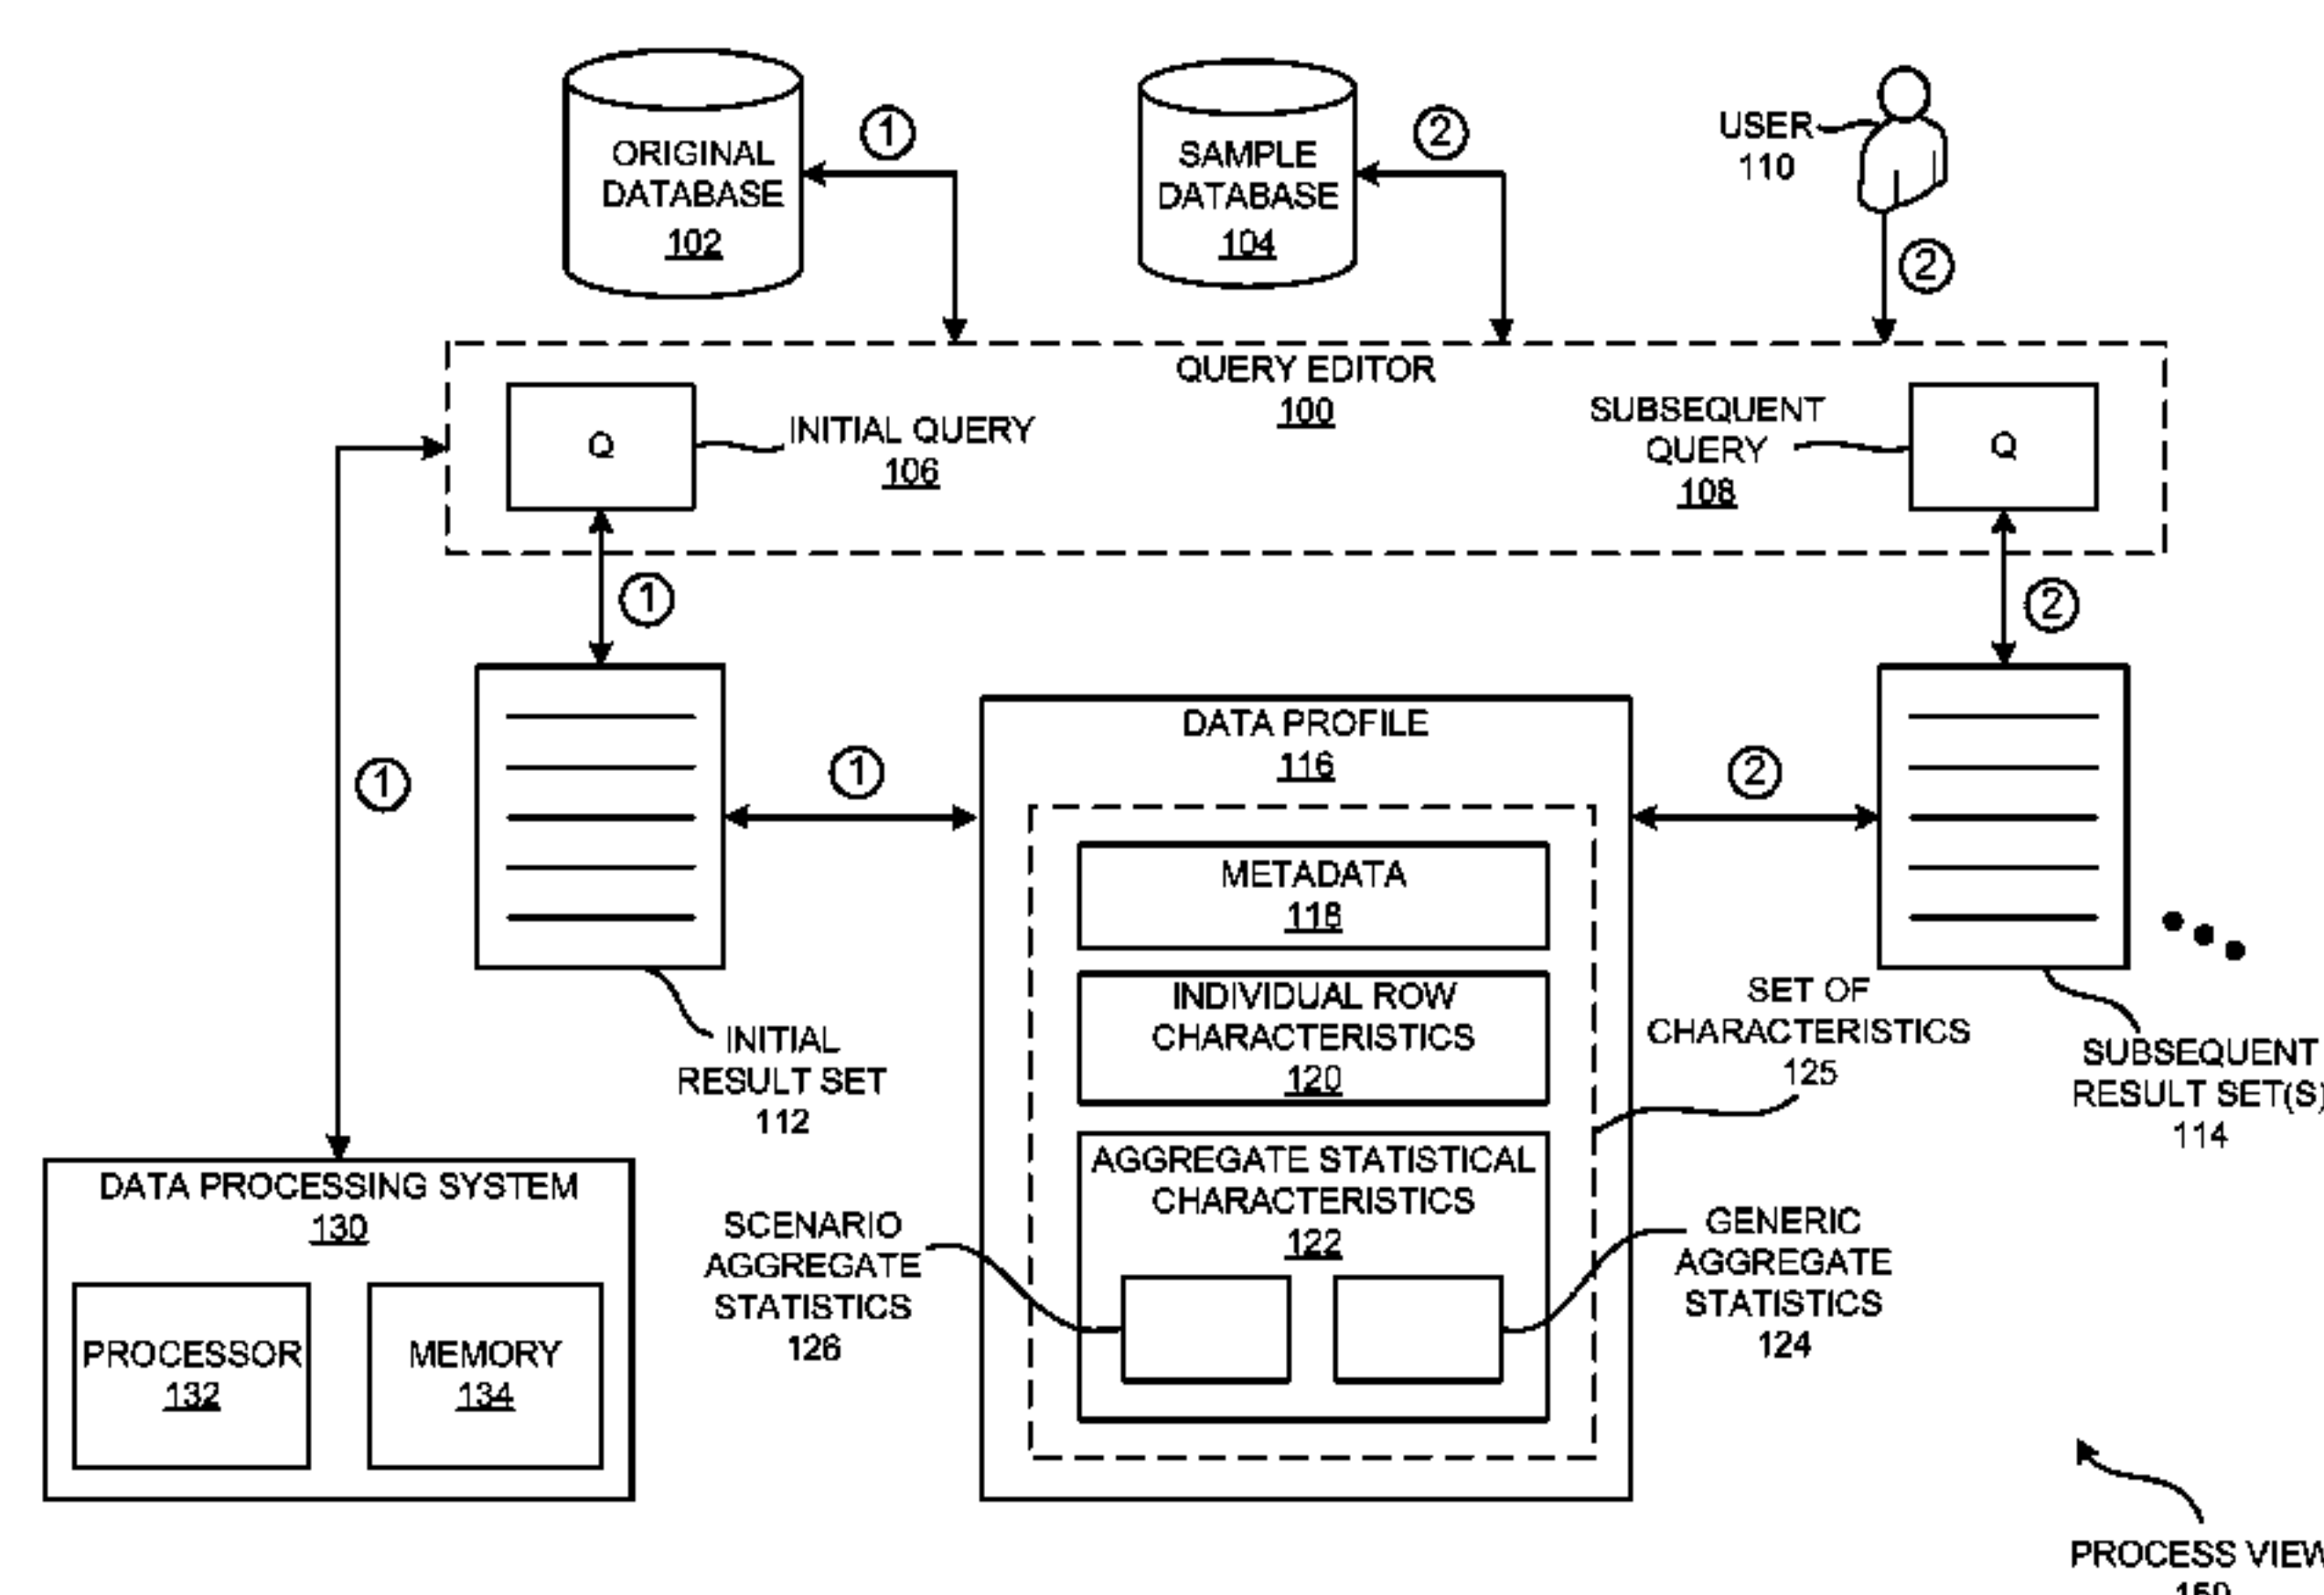 ORIGINAL
DATABASE
102
1
SAMPLE
DATABASE
104
2
USER
110
2
QUERY EDITOR
100
Q
INITIAL QUERY
106
SUBSEQUENT
QUERY
108
Q
1
2
1
1
2
DATA PROFILE
116
METADATA
118
INDIVIDUAL ROW
CHARACTERISTICS
120
AGGREGATE STATISTICAL
CHARACTERISTICS
122
SET OF
CHARACTERISTICS
125
INITIAL
RESULT SET
112
SUBSEQUENT
RESULT SET(S)
114
DATA PROCESSING SYSTEM
130
PROCESSOR
132
MEMORY
134
SCENARIO
AGGREGATE
STATISTICS
126
GENERIC
AGGREGATE
STATISTICS
124
PROCESS VIEW
150